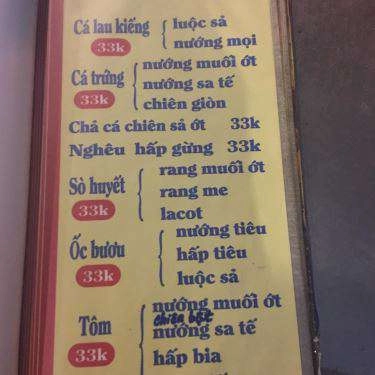 Cá lau kiếng 33k
luộc sả
nướng mọi
Cá trứng 33k
nướng muối ớt
nướng sa tế
chiên giòn
Chả cá chiên sả ớt 33k
Nghêu hấp gừng 33k
Sò huyết 33k
rang muối ớt
rang me
lacot
Ốc bươu 33k
nướng tiêu
hấp tiêu
luộc sả
Tôm 33k
nướng muối ớt
chiên bột
nướng sa tế
hấp bia